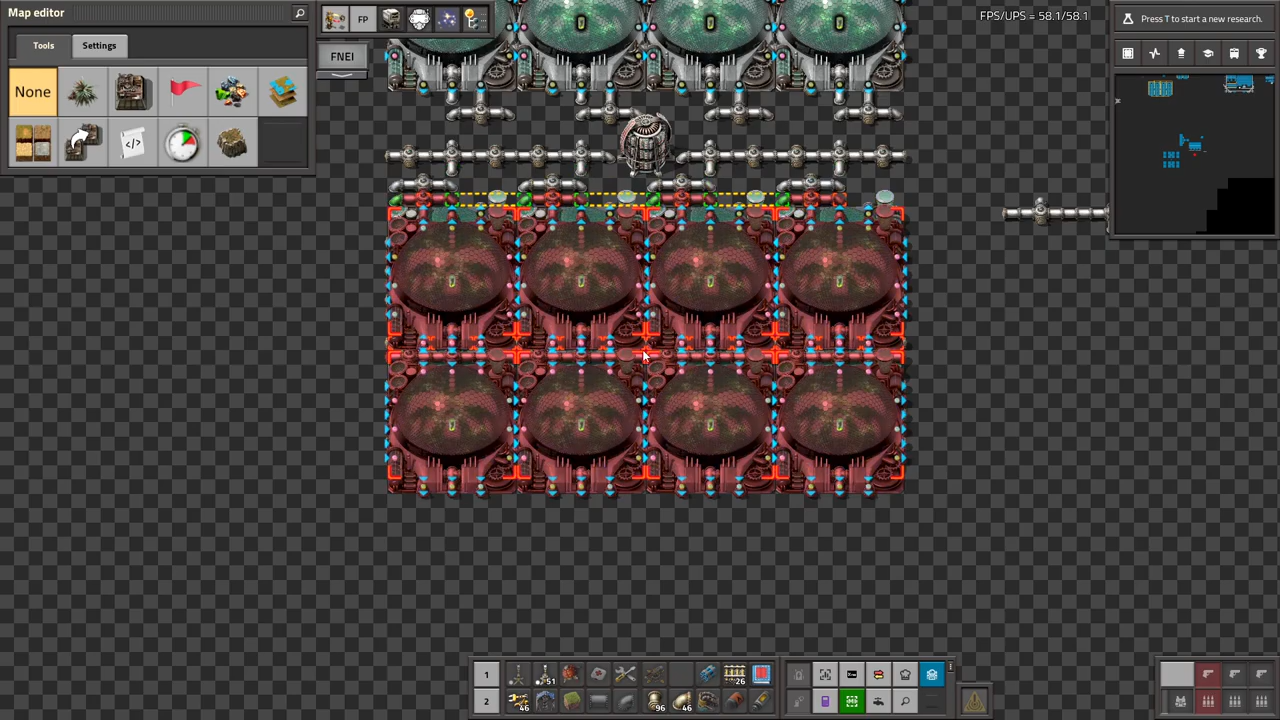 Map editor
FP
FPS/UPS = 58.1/58.1
Press T to start a new research.
Tools
Settings
FNEI
None
</>
1
51
26
2
46
96
46